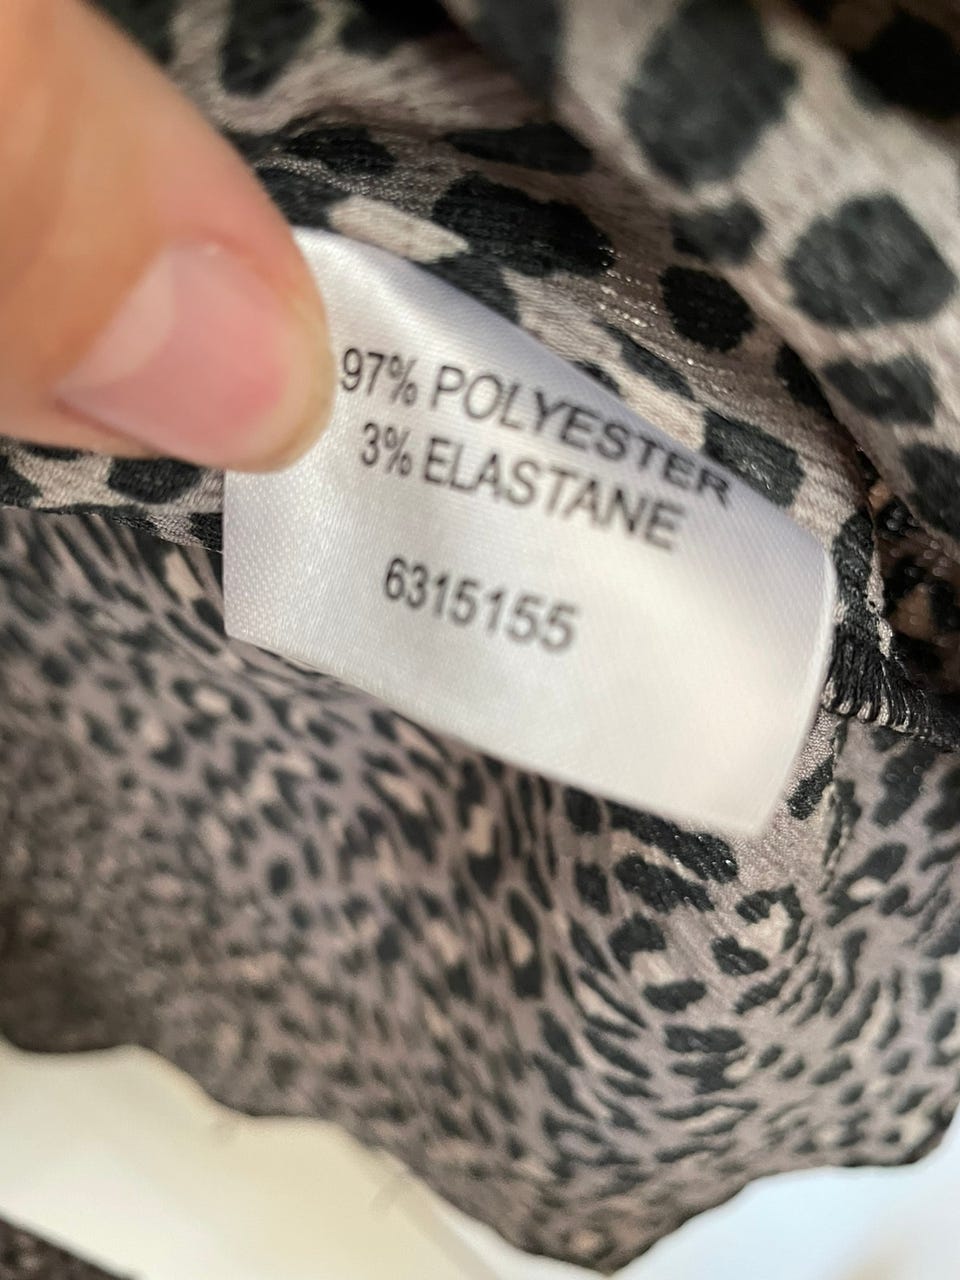 97% POLYESTER
3% ELASTANE
6315155